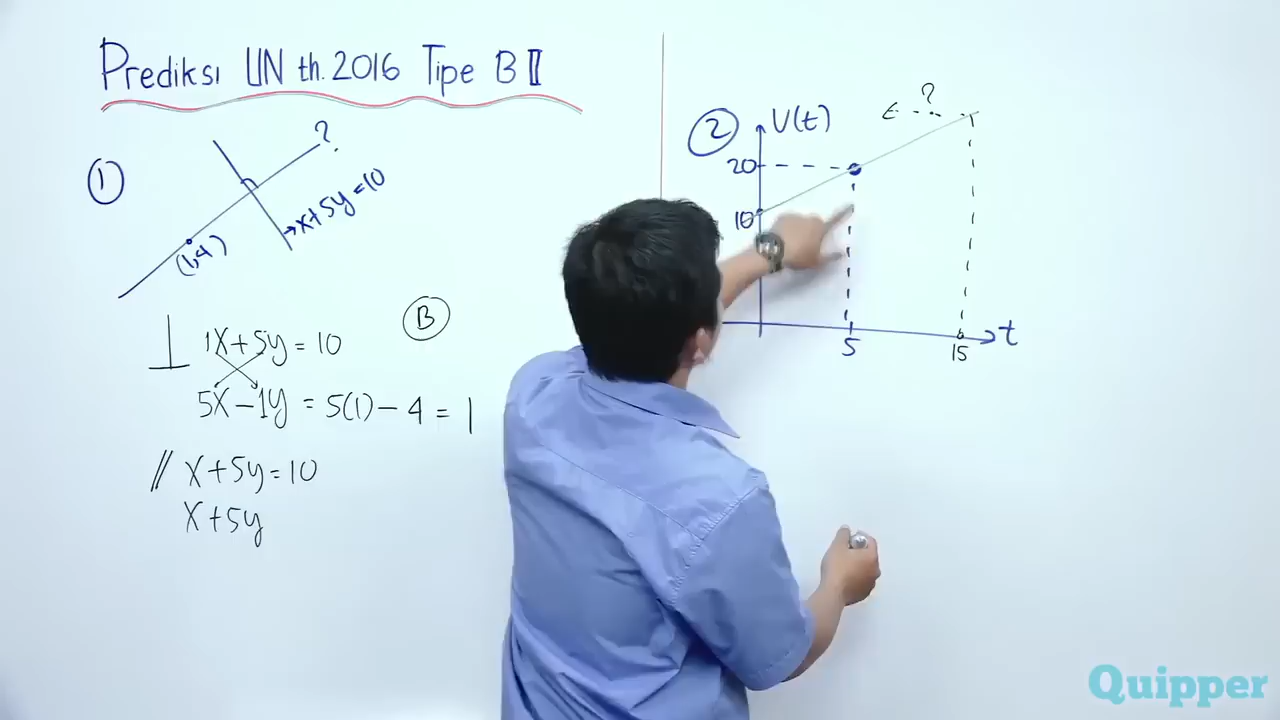 Prediksi UN th. 2016 Tipe B II
1
?
x+5y=10
(1,4)
⊥ 1x+5y=10
B
5x-1y = 5(1)-4 = 1
// x+5y=10
x+5y
2
V(t)
?
20
10
5
15
t
Quipper